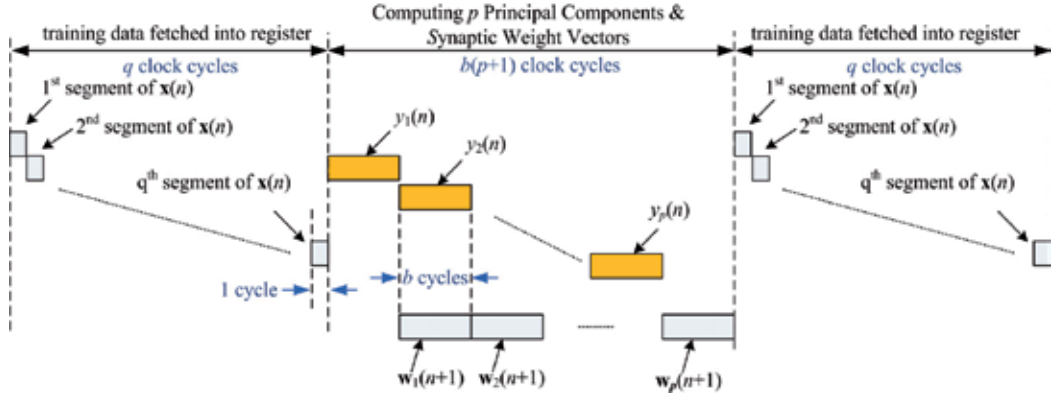 training data fetched into register
q clock cycles
1st segment of x(n)
2nd segment of x(n)
qth segment of x(n)
1 cycle
Computing p Principal Components &
Synaptic Weight Vectors
b(p+1) clock cycles
y1(n)
y2(n)
yp(n)
b cycles
w1(n+1)
w2(n+1)
wp(n+1)
training data fetched into register
q clock cycles
1st segment of x(n)
2nd segment of x(n)
qth segment of x(n)